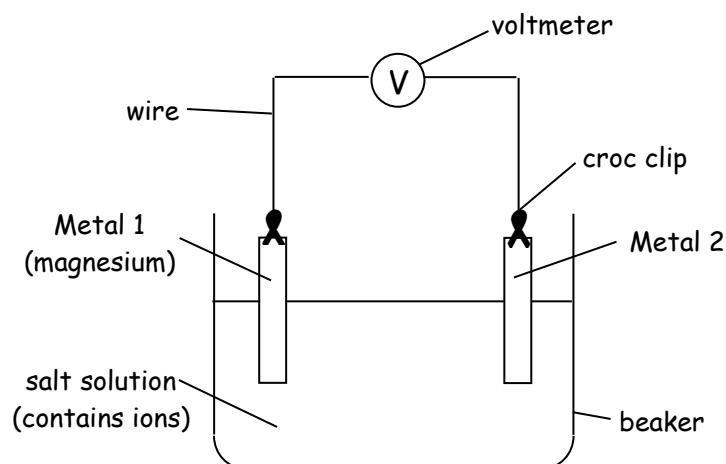 voltmeter
V
wire
croc clip
Metal 1
(magnesium)
Metal 2
salt solution
(contains ions)
beaker